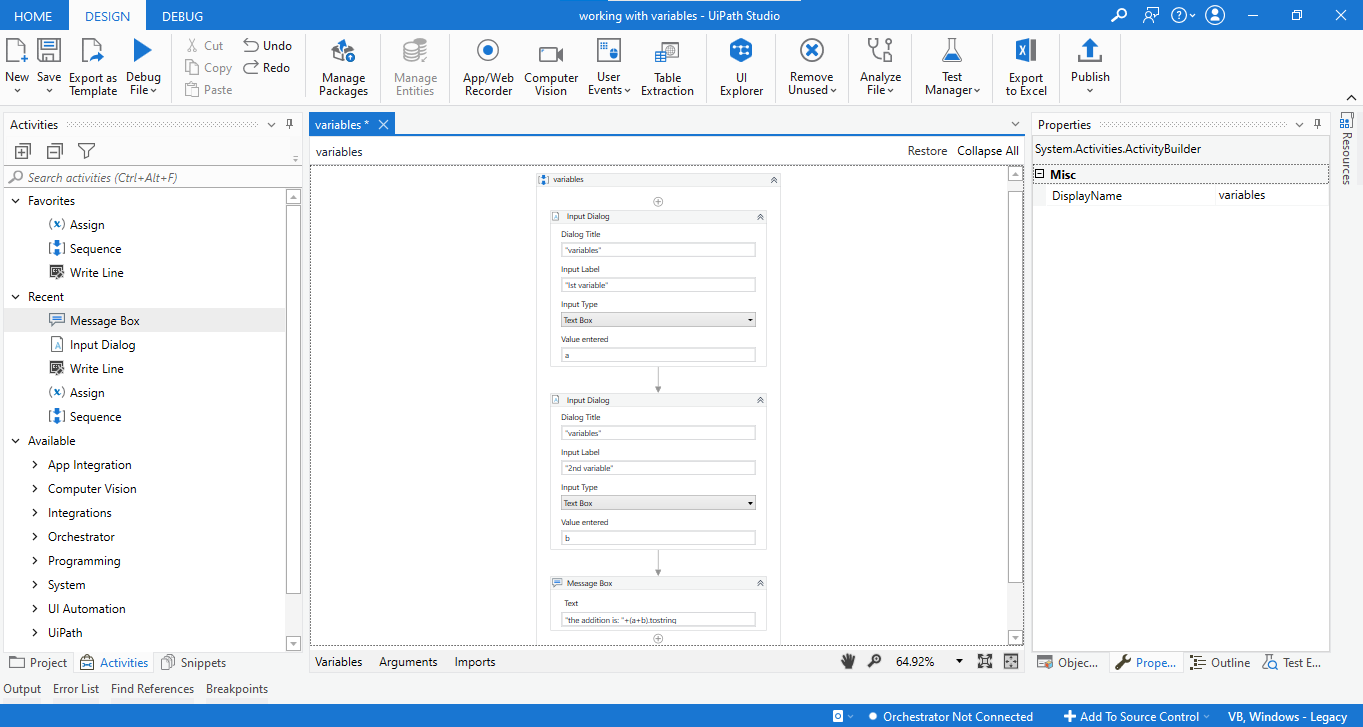 HOME DESIGN DEBUG working with variables - UiPath Studio
New Save Export as Template Debug File
Cut Undo
Copy Redo
Paste
Manage Packages Manage Entities App/Web Recorder Computer Vision User Events Table Extraction UI Explorer Remove Unused Analyze File Test Manager Export to Excel Publish
Activities
Search activities (Ctrl+Alt+F)
Favorites
(x) Assign
Sequence
Write Line
Recent
Message Box
Input Dialog
Write Line
(x) Assign
Sequence
Available
App Integration
Computer Vision
Integrations
Orchestrator
Programming
System
UI Automation
UiPath
Project Activities Snippets
variables *
variables Restore Collapse All
variables
Input Dialog
Dialog Title
"variables"
Input Label
"Ist variable"
Input Type
Text Box
Value entered
a
Input Dialog
Dialog Title
"variables"
Input Label
"2nd variable"
Input Type
Text Box
Value entered
b
Message Box
Text
"the addition is: "+(a+b).tostring
Variables Arguments Imports 64.92%
Properties
System.Activities.ActivityBuilder
Misc
DisplayName variables
Resources
Objec... Prope... Outline Test E...
Output Error List Find References Breakpoints
Orchestrator Not Connected Add To Source Control VB, Windows - Legacy